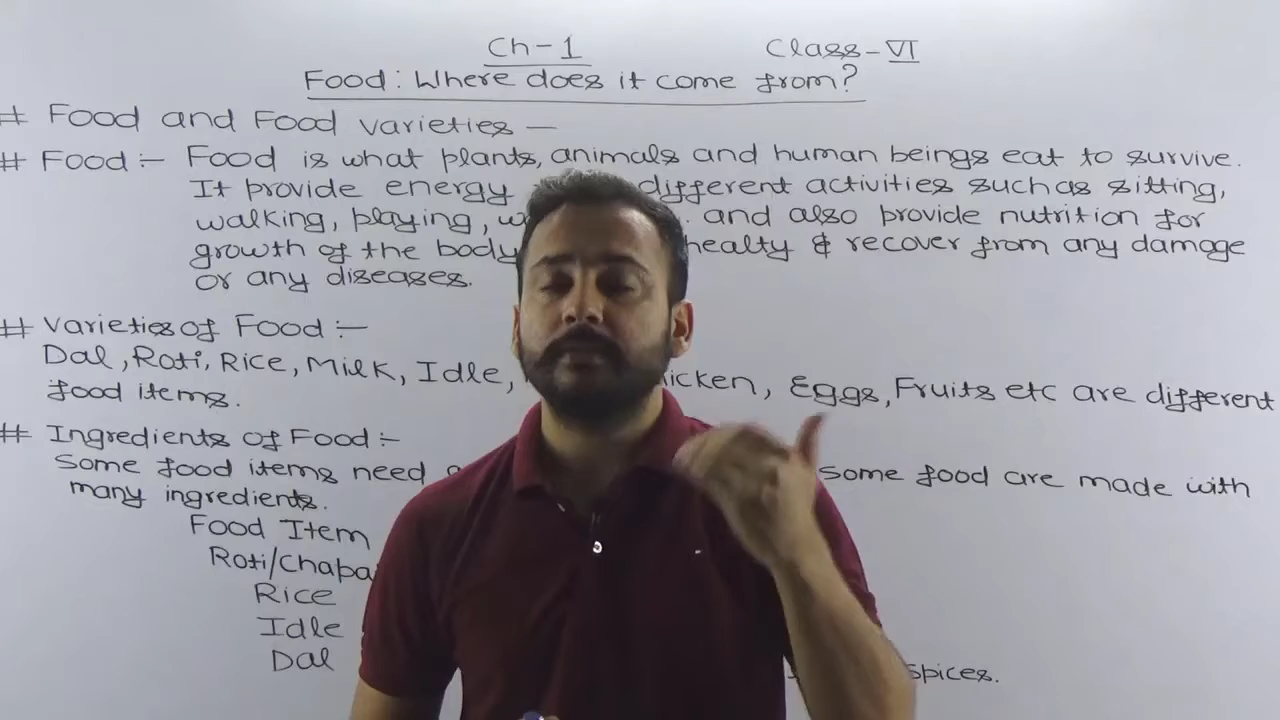 Ch-1 Class-VI
Food: Where does it come from?
# Food and Food varieties —
# Food:- Food is what plants, animals and human beings eat to survive.
It provide energy different activities such as sitting,
walking, playing, and also provide nutrition for
growth of the body healty & recover from any damage
or any diseases.
# Varieties of Food:-
Dal, Roti, Rice, Milk, Idle, Eggs, Fruits etc are different
food items.
# Ingredients of Food:-
Some food items need some food are made with
many ingredients.
Food Item
Roti/Chapa
Rice
Idle
Dal spices.